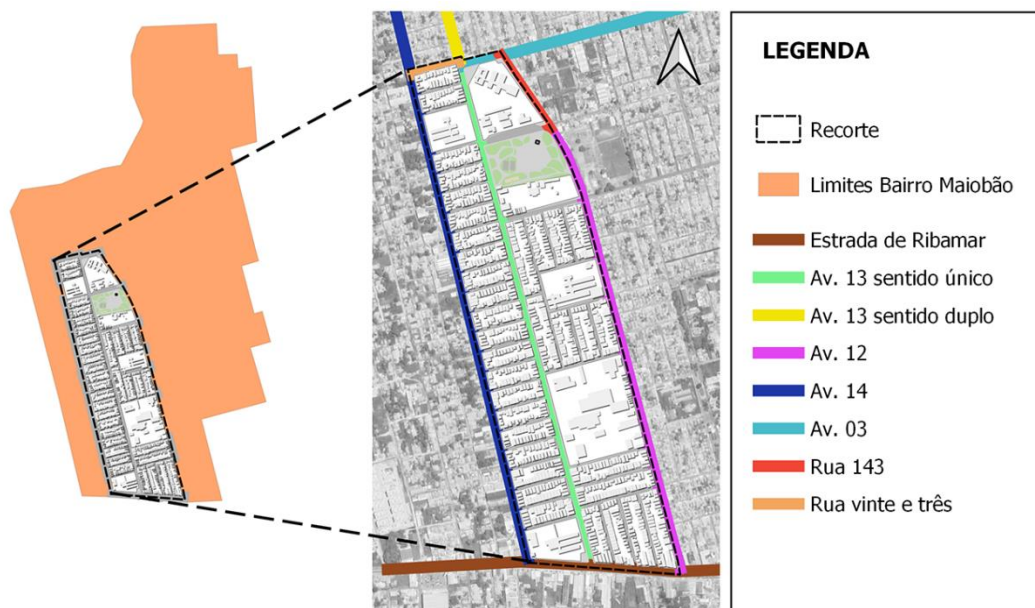 LEGENDA
Recorte
Limites Bairro Maiobão
Estrada de Ribamar
Av. 13 sentido único
Av. 13 sentido duplo
Av. 12
Av. 14
Av. 03
Rua 143
Rua vinte e três